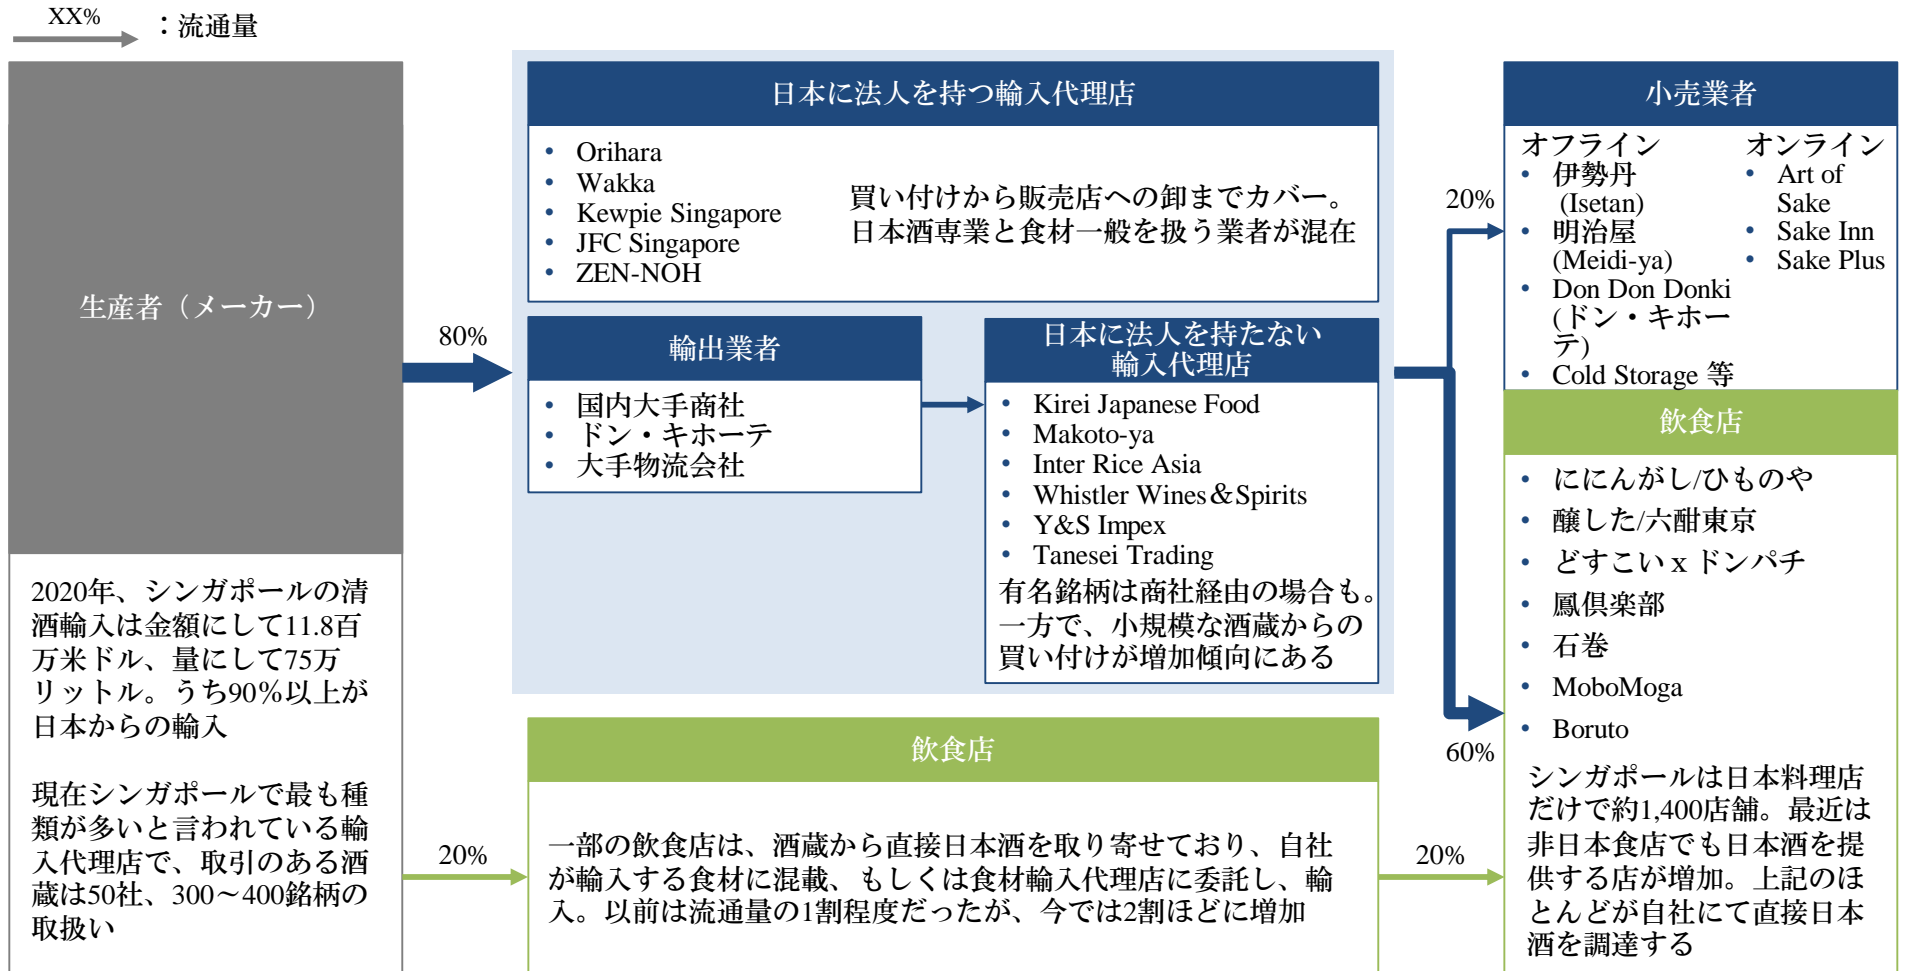 XX%
：流通量
生産者（メーカー）
2020年、シンガポールの清
酒輸入は金額にして11.8百
万米ドル、量にして75万
リットル。うち90％以上が
日本からの輸入
現在シンガポールで最も種
類が多いと言われている輸
入代理店で、取引のある酒
蔵は50社、300〜400銘柄の
取扱い
80%
20%
日本に法人を持つ輸入代理店
• Orihara
• Wakka
• Kewpie Singapore
• JFC Singapore
• ZEN-NOH
買い付けから販売店への卸までカバー。
日本酒専業と食材一般を扱う業者が混在
輸出業者
• 国内大手商社
• ドン・キホーテ
• 大手物流会社
日本に法人を持たない
輸入代理店
• Kirei Japanese Food
• Makoto-ya
• Inter Rice Asia
• Whistler Wines＆Spirits
• Y&S Impex
• Tanesei Trading
有名銘柄は商社経由の場合も。
一方で、小規模な酒蔵からの
買い付けが増加傾向にある
飲食店
一部の飲食店は、酒蔵から直接日本酒を取り寄せており、自社
が輸入する食材に混載、もしくは食材輸入代理店に委託し、輸
入。以前は流通量の1割程度だったが、今では2割ほどに増加
20%
60%
20%
小売業者
オフライン
• 伊勢丹
(Isetan)
• 明治屋
(Meidi-ya)
• Don Don Donki
(ドン・キホー
テ)
• Cold Storage 等
オンライン
• Art of
Sake
• Sake Inn
• Sake Plus
飲食店
• ににんがし/ひものや
• 醸した/六酣東京
• どすこい x ドンパチ
• 鳳倶楽部
• 石巻
• MoboMoga
• Boruto
シンガポールは日本料理店
だけで約1,400店舗。最近は
非日本食店でも日本酒を提
供する店が増加。上記のほ
とんどが自社にて直接日本
酒を調達する